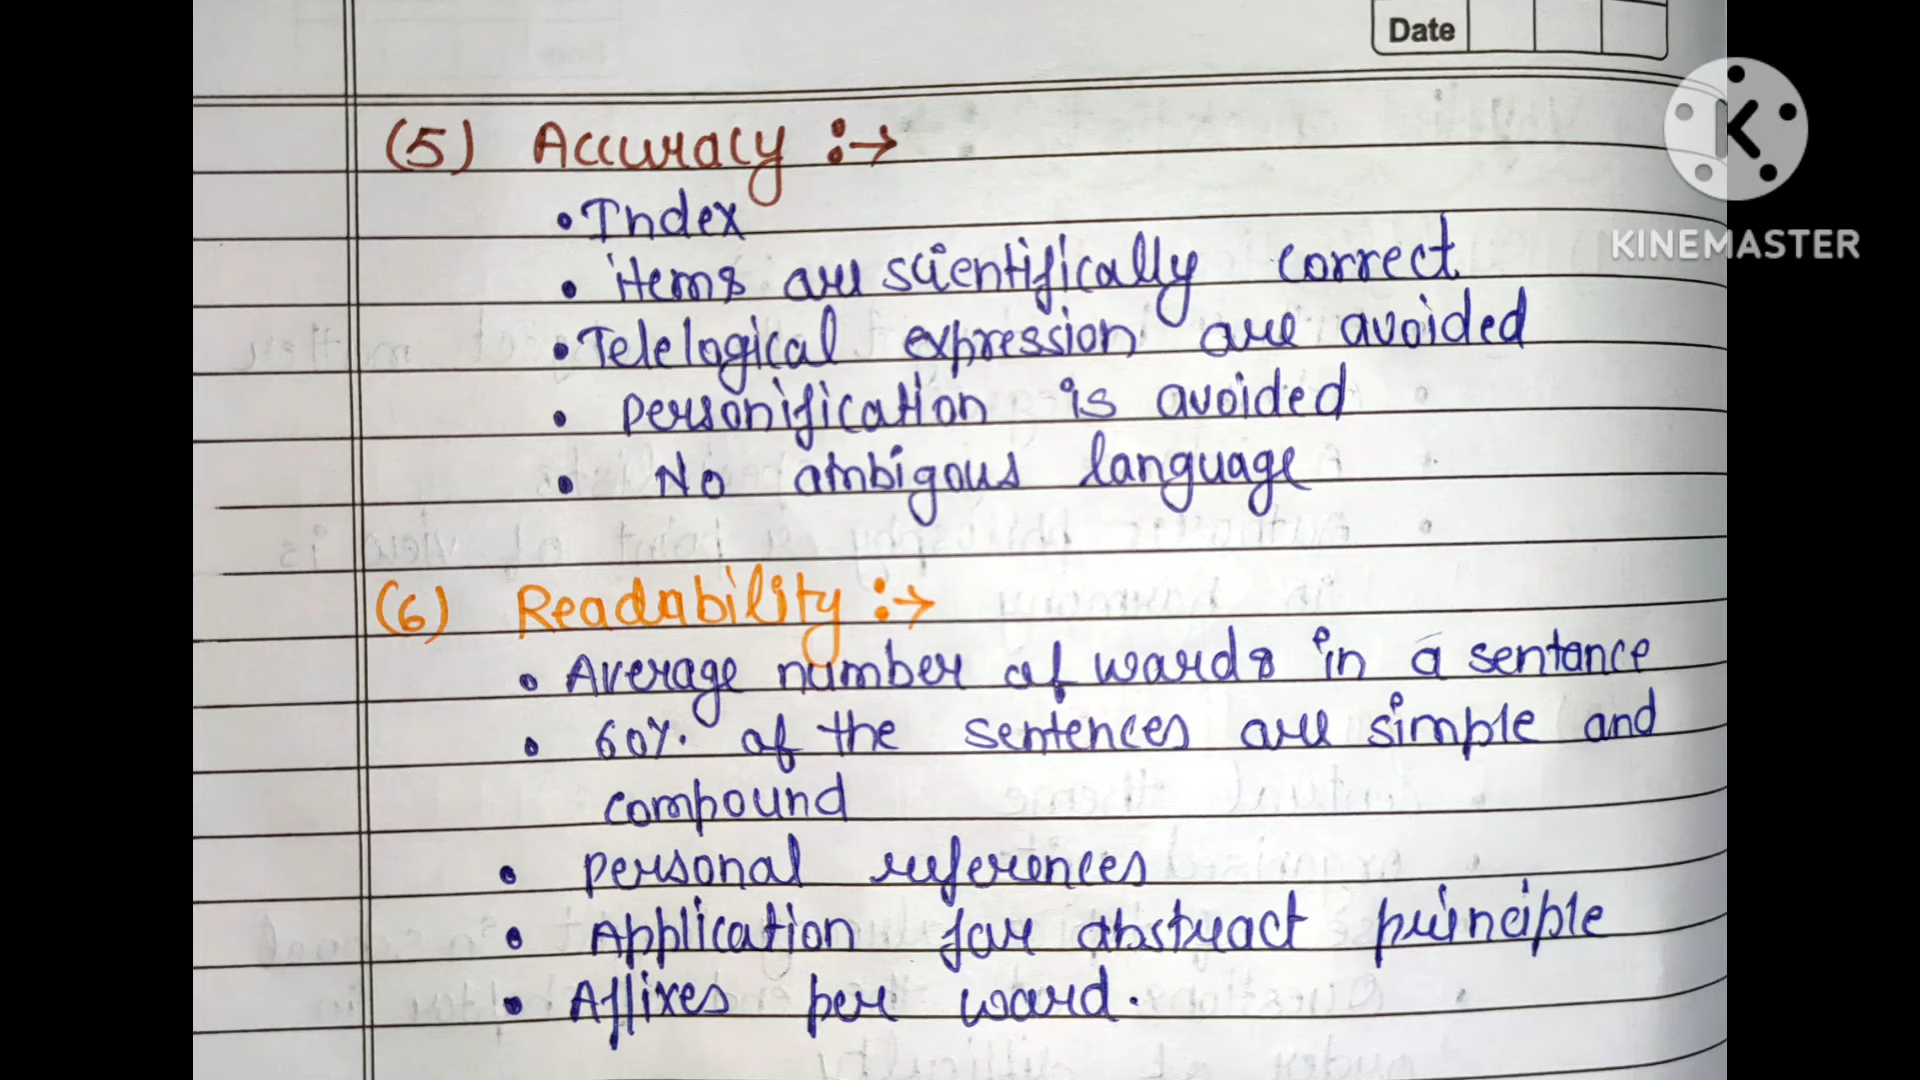 Date
KINEMASTER
(5) Accuracy :→
• Index
• items are scientifically correct
• Telelogical expression are avoided
• personification is avoided
• No ambigous language
(6) Readability :→
• Average number of words in a sentance
• 60% of the sentences are simple and
compound
• personal references
• Application for abstract principle
• Affixes per word.